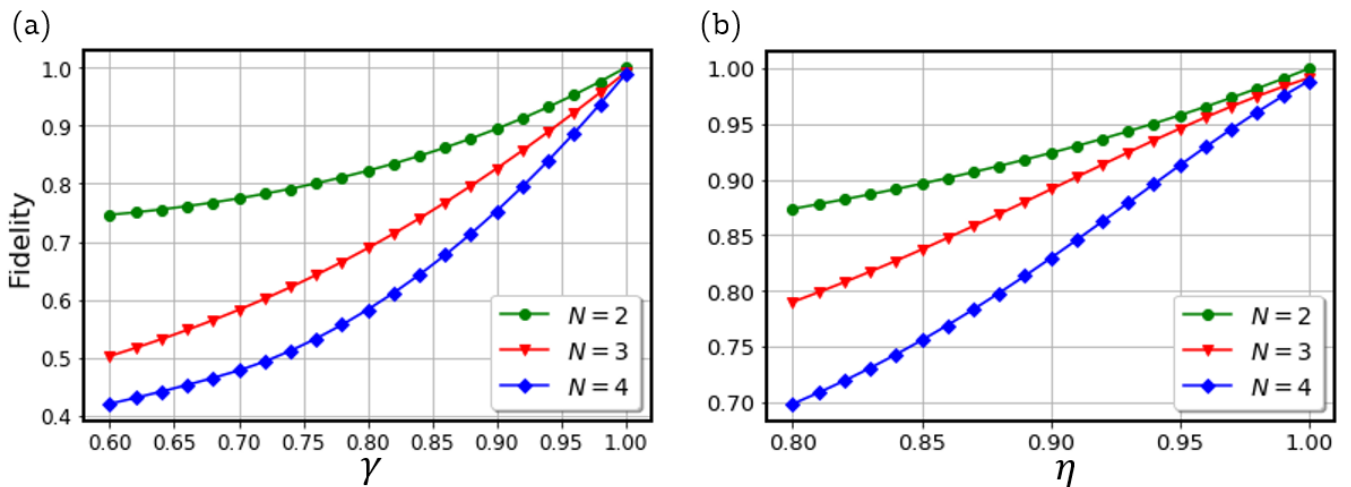 (a)
Fidelity
1.0
0.9
0.8
0.7
0.6
0.5
0.4
N = 2
N = 3
N = 4
0.60 0.65 0.70 0.75 0.80 0.85 0.90 0.95 1.00
γ
(b)
1.00
0.95
0.90
0.85
0.80
0.75
0.70
N = 2
N = 3
N = 4
0.80 0.85 0.90 0.95 1.00
η